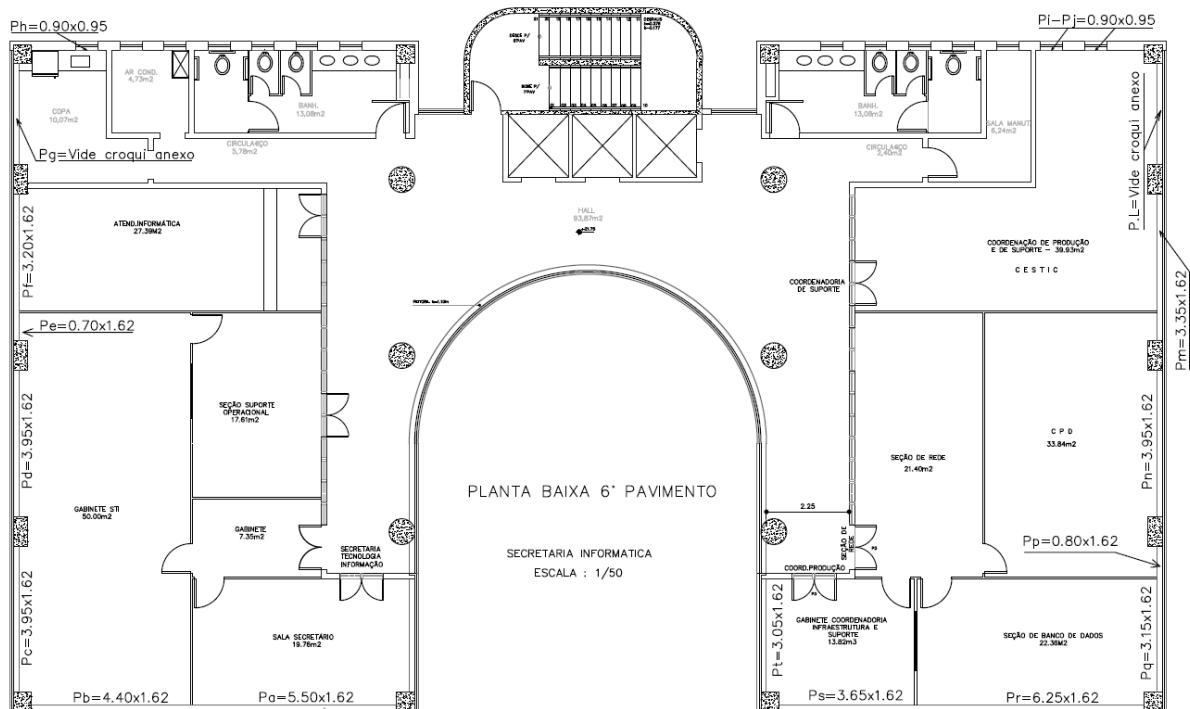 Ph=0.90x0.95
Pi-Pj=0.90x0.95
AR COND.
4,73m2
COPA
10,07m2
BANH.
13,08m2
CIRCULAÇÃO
5,78m2
Pg=Vide croqui anexo
DESCE P/
SOBE P/
BANH.
13,08m2
SALA MANUT.
6,24m2
CIRCULAÇÃO
2,40m2
P.L=Vide croqui anexo
HALL
93,87m2
ATEND.INFORMÁTICA
27.39M2
Pf=3.20x1.62
COORDENAÇÃO DE PRODUÇÃO
E DE SUPORTE - 39.93m2
CESTIC
COORDENADORIA
DE SUPORTE
Pm=3.35x1.62
Pe=0.70x1.62
SEÇÃO SUPORTE
OPERACIONAL
17.61m2
Pd=3.95x1.62
CPD
33.84m2
SEÇÃO DE REDE
21.40m2
Pn=3.95x1.62
PLANTA BAIXA 6° PAVIMENTO
GABINETE STI
50.00m2
GABINETE
7.35m2
2.25
SECRETARIA
TECNOLOGIA
INFORMAÇÃO
SECRETARIA INFORMATICA
ESCALA : 1/50
SEÇÃO DE
REDE
P3
COORD.PRODUÇÃO
Pp=0.80x1.62
Pc=3.95x1.62
SALA SECRETÁRIO
19.76m2
Pt=3.05x1.62
P3
GABINETE COORDENADORIA
INFRAESTRUTURA E
SUPORTE
13.82m3
SEÇÃO DE BANCO DE DADOS
22.36M2
Pq=3.15x1.62
Pb=4.40x1.62
Pa=5.50x1.62
Ps=3.65x1.62
Pr=6.25x1.62